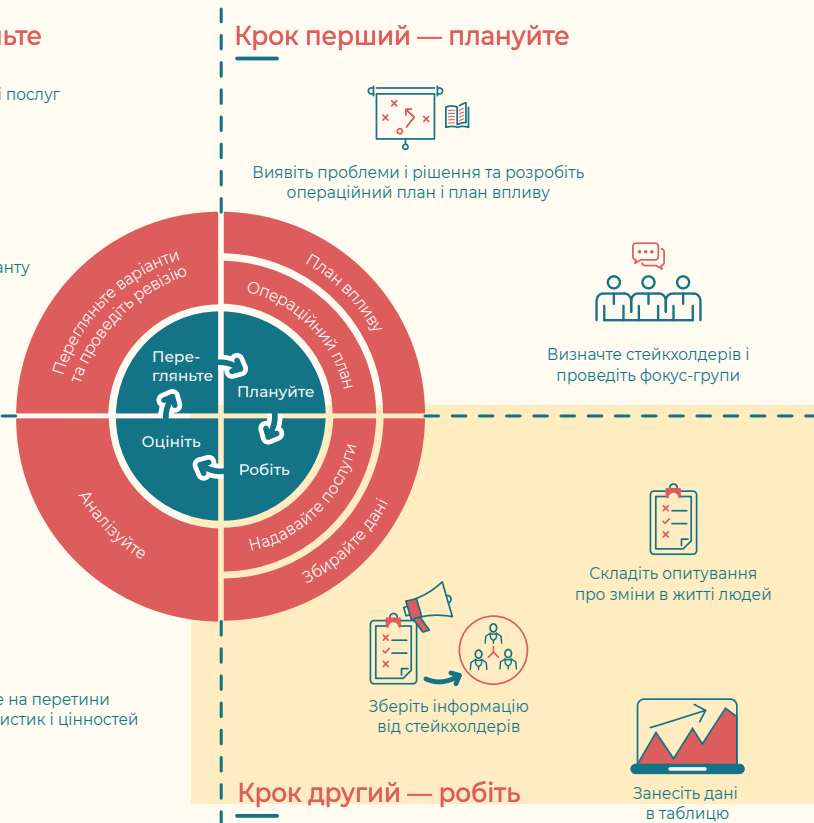 ьте
Крок перший — плануйте
і послуг
Виявіть проблеми і рішення та розробіть
операційний план і план впливу
анту
Визначте стейкхолдерів і
проведіть фокус-групи
Перегляньте варіанти
та проведіть ревізію
План впливу
Операційний план
Пере-
гляньте
Плануйте
Оцініть
Робіть
Аналізуйте
Надавайте послуги
Збирайте дані
Складіть опитування
про зміни в житті людей
Зберіть інформацію
від стейкхолдерів
е на перетини
истик і цінностей
Занесіть дані
в таблицю
Крок другий — робіть